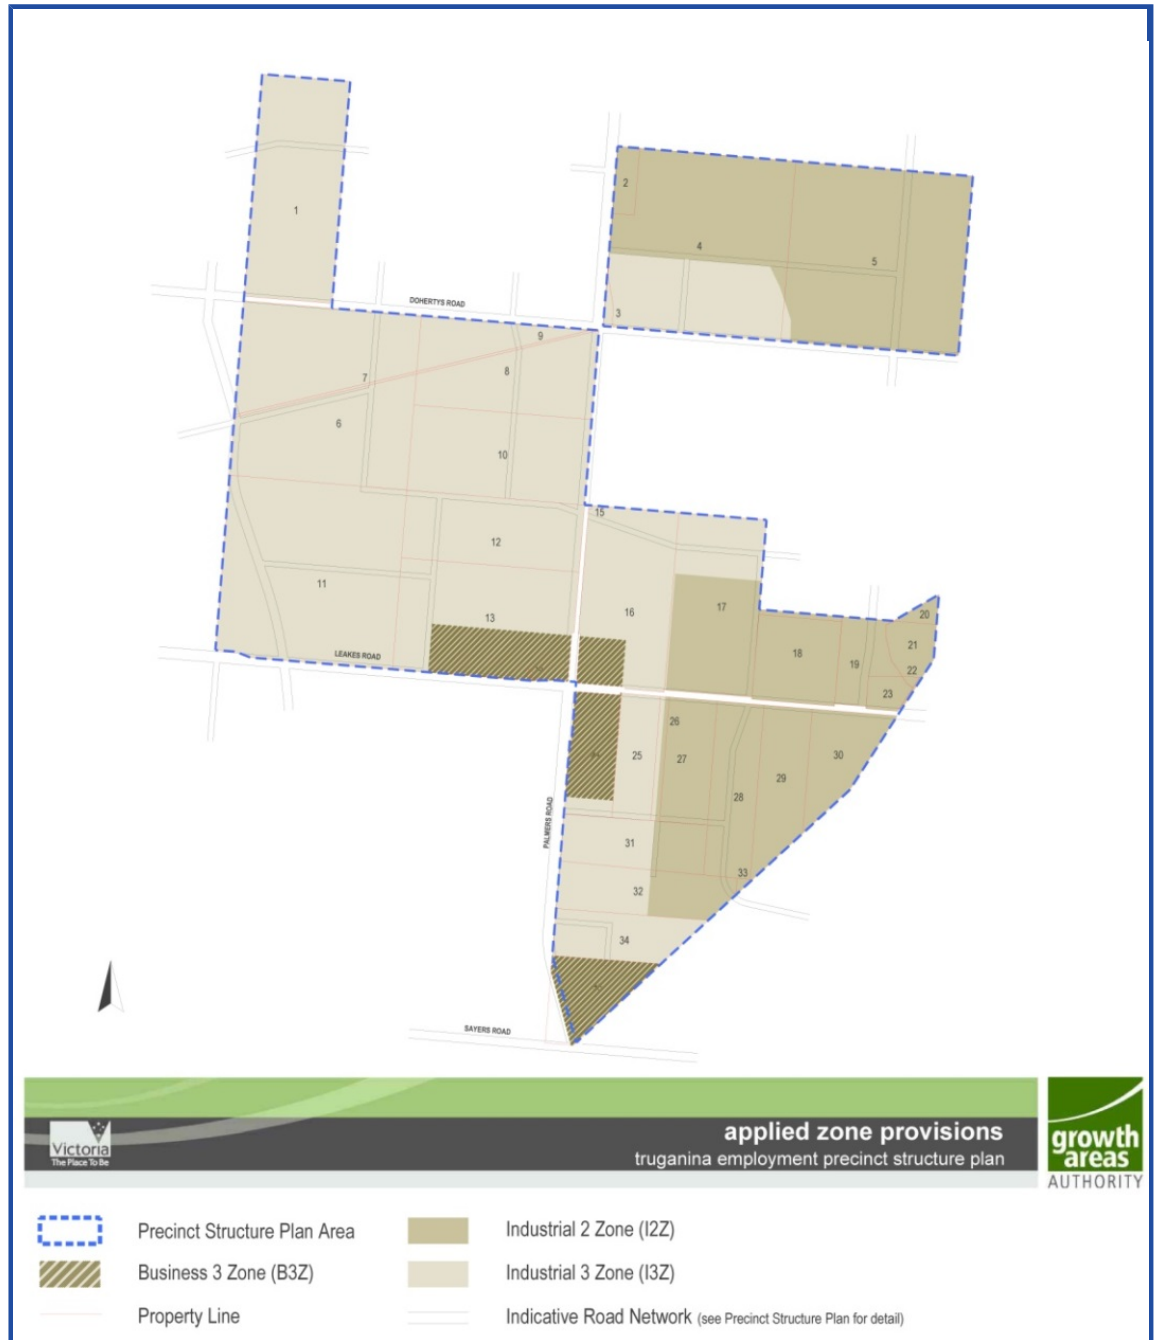 1
2
4
5
3
DOHERTYS ROAD
9
8
7
6
10
15
12
11
13
16
17
20
21
18
19
22
23
LEAKES ROAD
26
25
27
30
29
28
PALMERS ROAD
31
33
32
34
SAYERS ROAD
Victoria
The Place To Be
applied zone provisions
truganina employment precinct structure plan
growth
areas
AUTHORITY
Precinct Structure Plan Area
Industrial 2 Zone (I2Z)
Business 3 Zone (B3Z)
Industrial 3 Zone (I3Z)
Property Line
Indicative Road Network (see Precinct Structure Plan for detail)